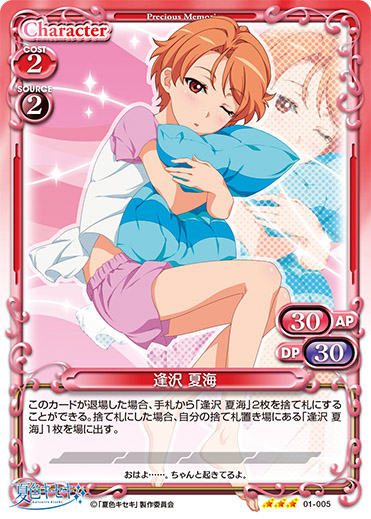 Precious Memories
Character
COST
2
SOURCE
2
30 AP
DP 30
逢沢 夏海
このカードが退場した場合、手札から「逢沢 夏海」2枚を捨て札にする
ことができる。捨て札にした場合、自分の捨て札置き場にある「逢沢 夏
海」1枚を場に出す。
おはよ……。ちゃんと起きてるよ。
夏色キセキ
©「夏色キセキ」製作委員会
01-005